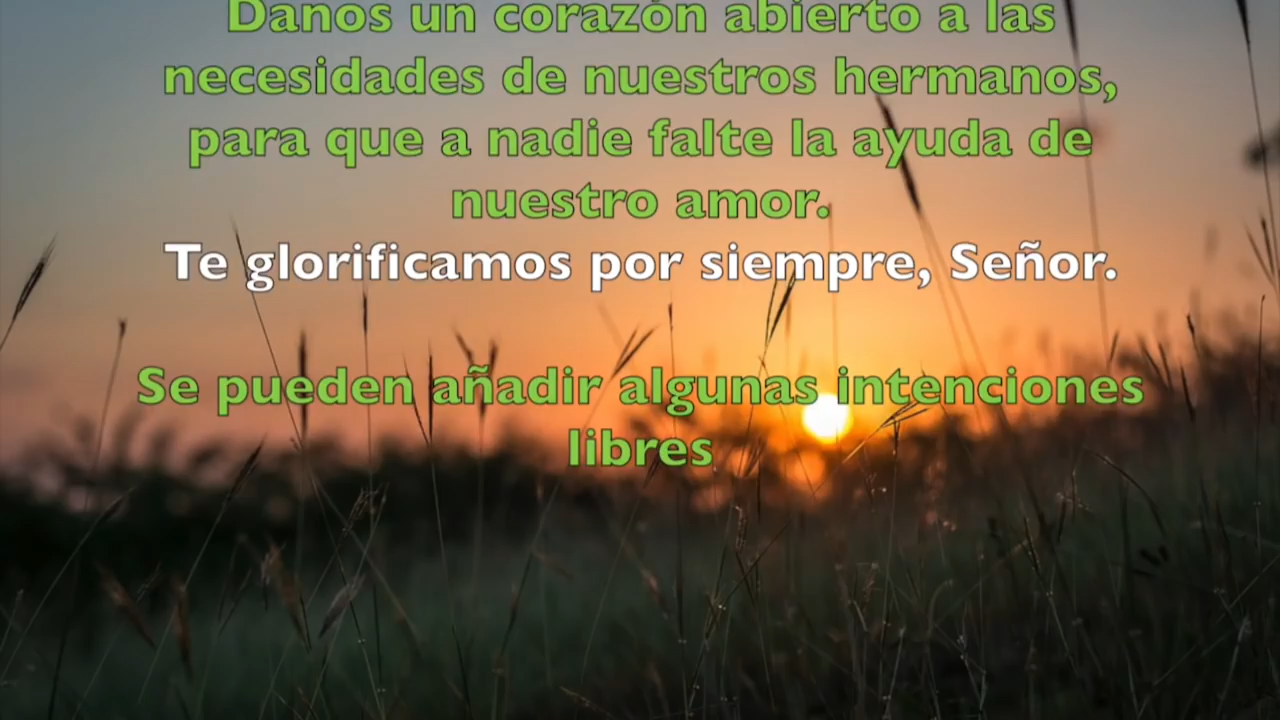 Danos un corazón abierto a las
necesidades de nuestros hermanos,
para que a nadie falte la ayuda de
nuestro amor.
Te glorificamos por siempre, Señor.
Se pueden añadir algunas intenciones
libres